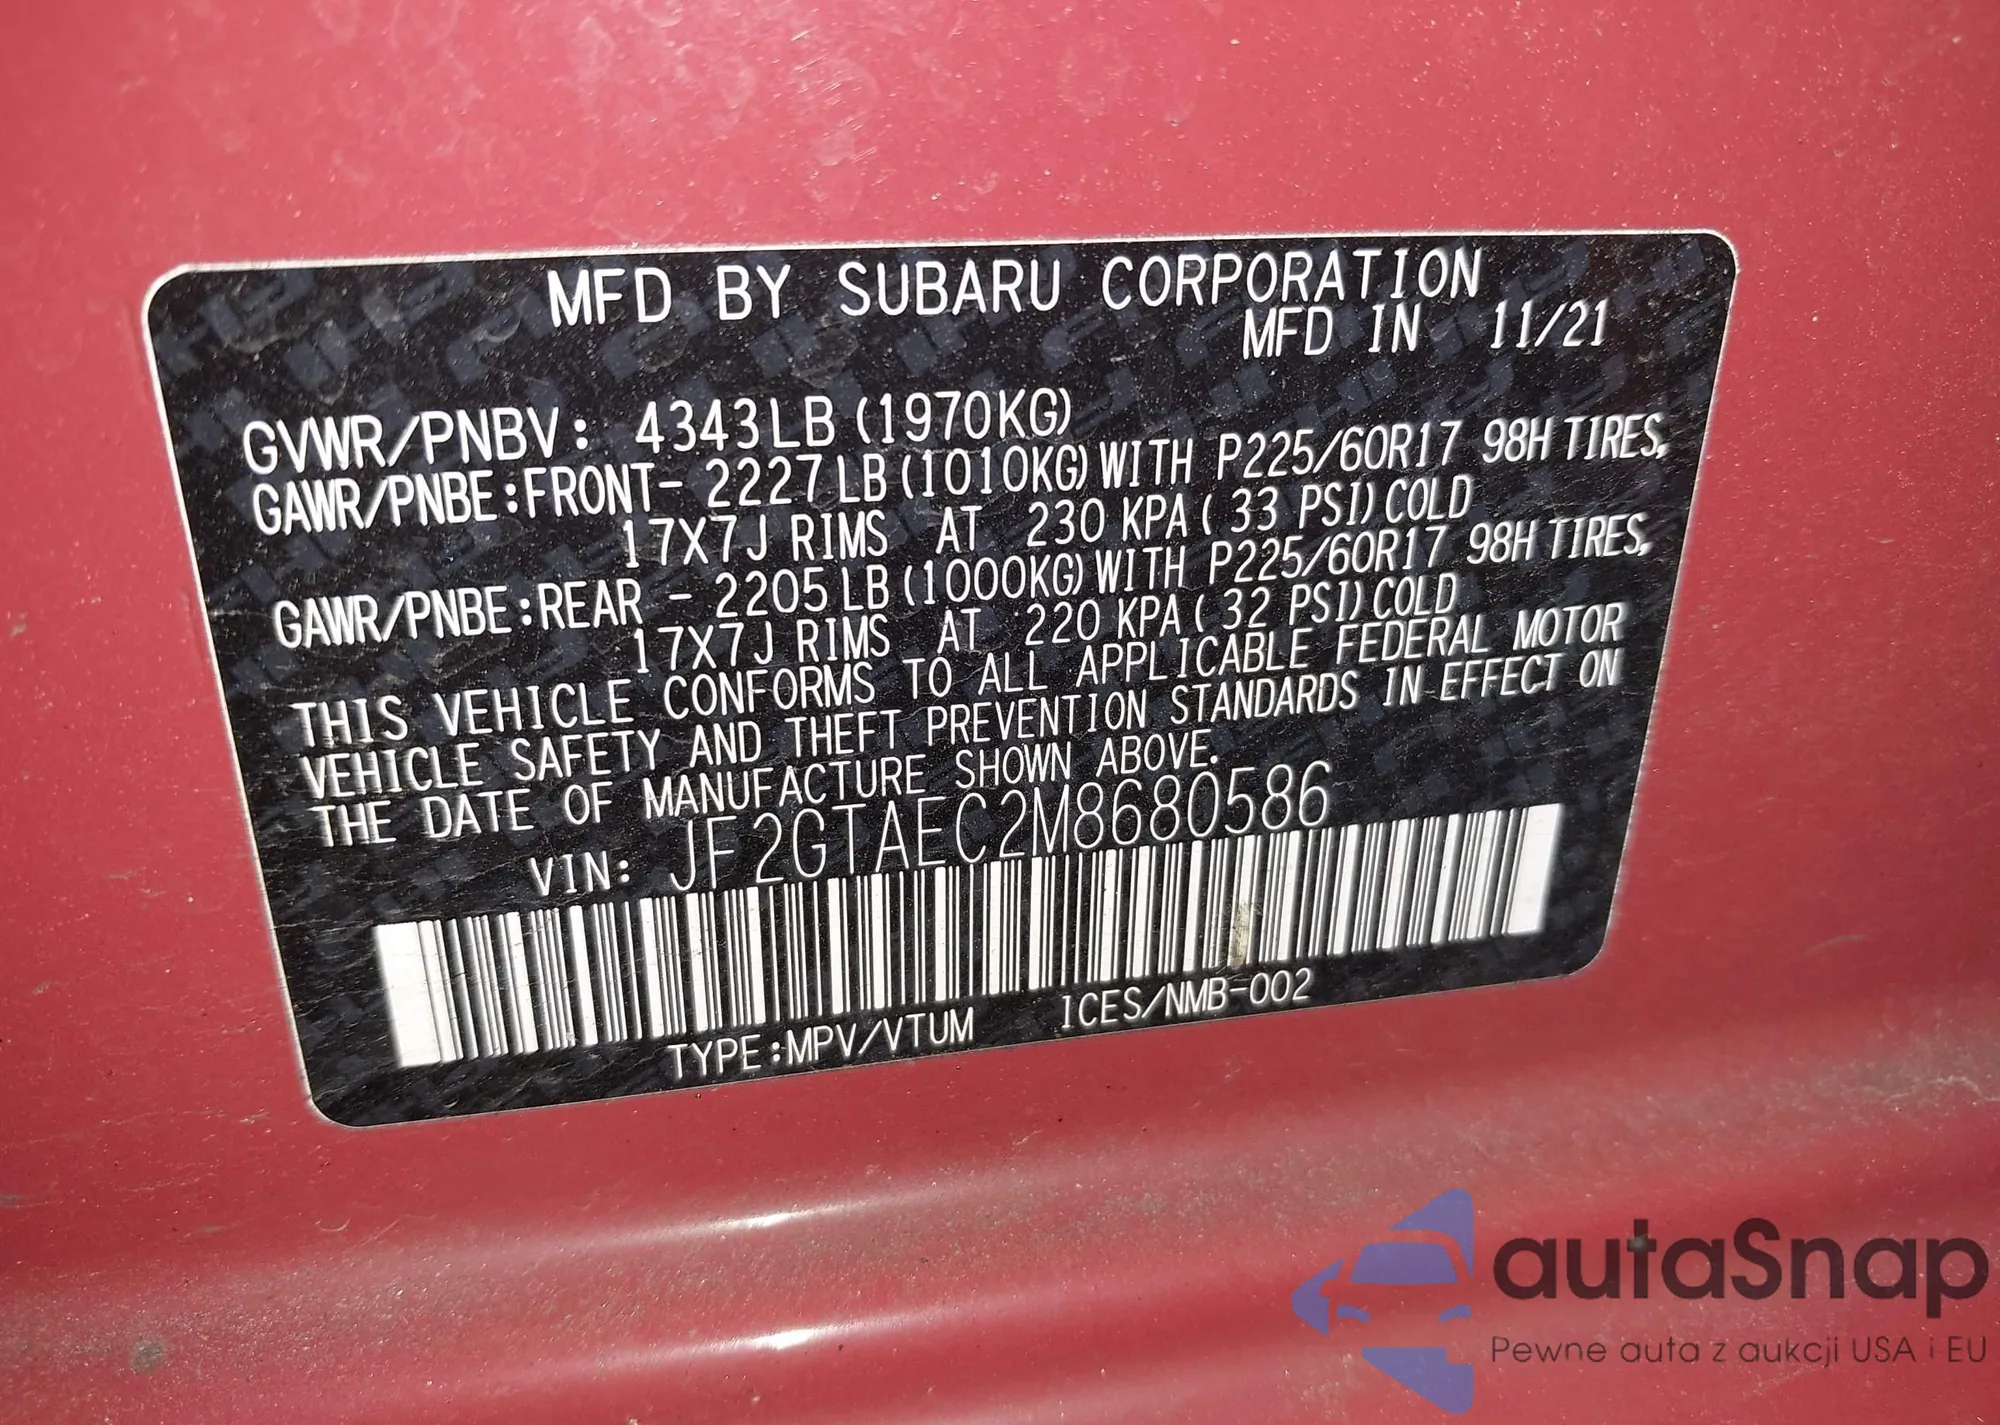 MFD BY SUBARU CORPORATION
MFD IN 11/21
GVWR/PNBV: 4343LB (1970KG)
GAWR/PNBE:FRONT- 2227LB (1010KG) WITH P225/60R17 98H TIRES,
17X7J RIMS AT 230 KPA ( 33 PSI) COLD
GAWR/PNBE:REAR - 2205LB (1000KG) WITH P225/60R17 98H TIRES,
17X7J RIMS AT 220 KPA ( 32 PSI) COLD
THIS VEHICLE CONFORMS TO ALL APPLICABLE FEDERAL MOTOR
VEHICLE SAFETY AND THEFT PREVENTION STANDARDS IN EFFECT ON
THE DATE OF MANUFACTURE SHOWN ABOVE.
VIN: JF2GTAEC2M8680586
TYPE:MPV/VTUM ICES/NMB-002
autaSnap
Pewne auta z aukcji USA i EU